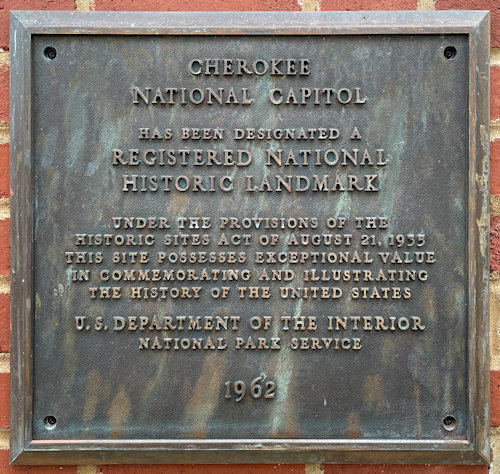 CHEROKEE
NATIONAL CAPITOL
HAS BEEN DESIGNATED A
REGISTERED NATIONAL
HISTORIC LANDMARK
UNDER THE PROVISIONS OF THE
HISTORIC SITES ACT OF AUGUST 21, 1935
THIS SITE POSSESSES EXCEPTIONAL VALUE
IN COMMEMORATING AND ILLUSTRATING
THE HISTORY OF THE UNITED STATES
U.S. DEPARTMENT OF THE INTERIOR
NATIONAL PARK SERVICE
1962